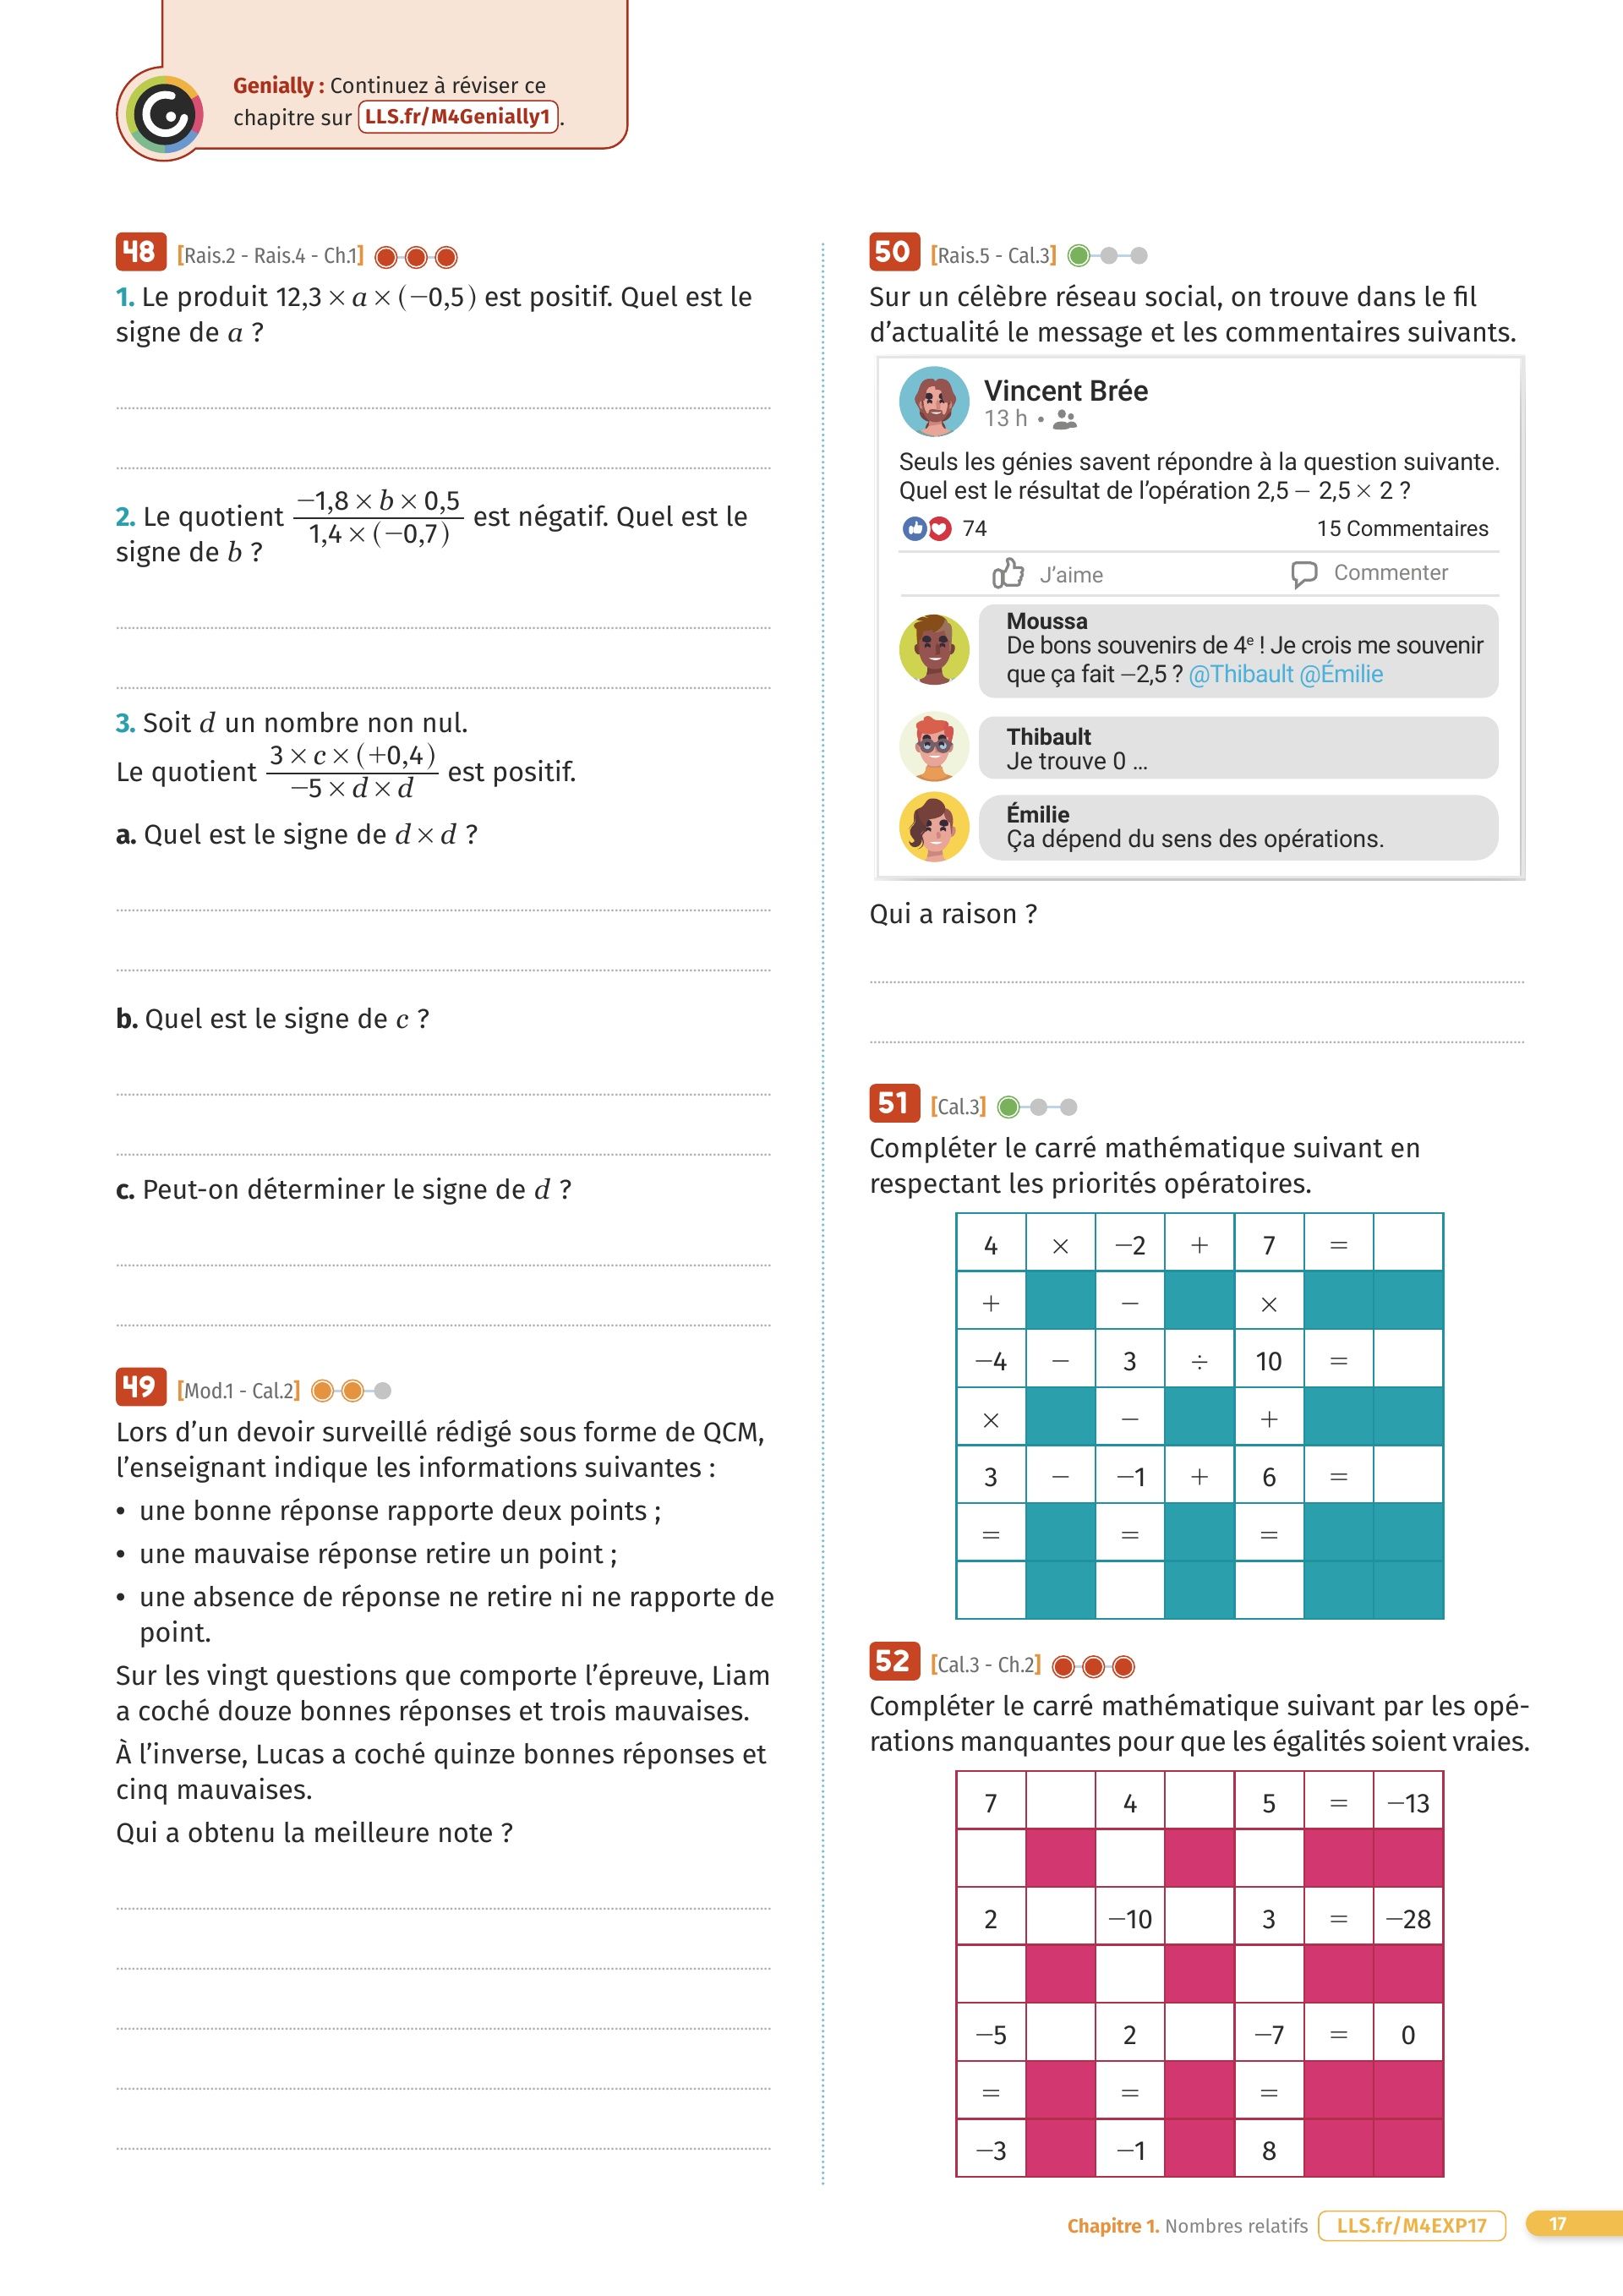 Genially : Continuez à réviser ce
chapitre sur LLS.fr/M4Genially1.
48 [Rais.2 - Rais.4 - Ch.1]
1. Le produit 12,3 × a × (−0,5) est positif. Quel est le
signe de a ?
2. Le quotient (−1,8 × b × 0,5)/(1,4 × (−0,7)) est négatif. Quel est le
signe de b ?
3. Soit d un nombre non nul.
Le quotient (3 × c × (+0,4))/(−5 × d × d) est positif.
a. Quel est le signe de d × d ?
b. Quel est le signe de c ?
c. Peut-on déterminer le signe de d ?
49 [Mod.1 - Cal.2]
Lors d’un devoir surveillé rédigé sous forme de QCM,
l’enseignant indique les informations suivantes :
• une bonne réponse rapporte deux points ;
• une mauvaise réponse retire un point ;
• une absence de réponse ne retire ni ne rapporte de
point.
Sur les vingt questions que comporte l’épreuve, Liam
a coché douze bonnes réponses et trois mauvaises.
À l’inverse, Lucas a coché quinze bonnes réponses et
cinq mauvaises.
Qui a obtenu la meilleure note ?
50 [Rais.5 - Cal.3]
Sur un célèbre réseau social, on trouve dans le fil
d’actualité le message et les commentaires suivants.
Vincent Brée
13 h •
Seuls les génies savent répondre à la question suivante.
Quel est le résultat de l’opération 2,5 − 2,5 × 2 ?
74 15 Commentaires
J’aime Commenter
Moussa
De bons souvenirs de 4e ! Je crois me souvenir
que ça fait −2,5 ? @Thibault @Émilie
Thibault
Je trouve 0 ...
Émilie
Ça dépend du sens des opérations.
Qui a raison ?
51 [Cal.3]
Compléter le carré mathématique suivant en
respectant les priorités opératoires.
4 × −2 + 7 =
+ − ×
−4 − 3 ÷ 10 =
× − +
3 − −1 + 6 =
= = =
52 [Cal.3 - Ch.2]
Compléter le carré mathématique suivant par les opé-
rations manquantes pour que les égalités soient vraies.
7 4 5 = −13
2 −10 3 = −28
−5 2 −7 = 0
= = =
−3 −1 8
Chapitre 1. Nombres relatifs LLS.fr/M4EXP17 17